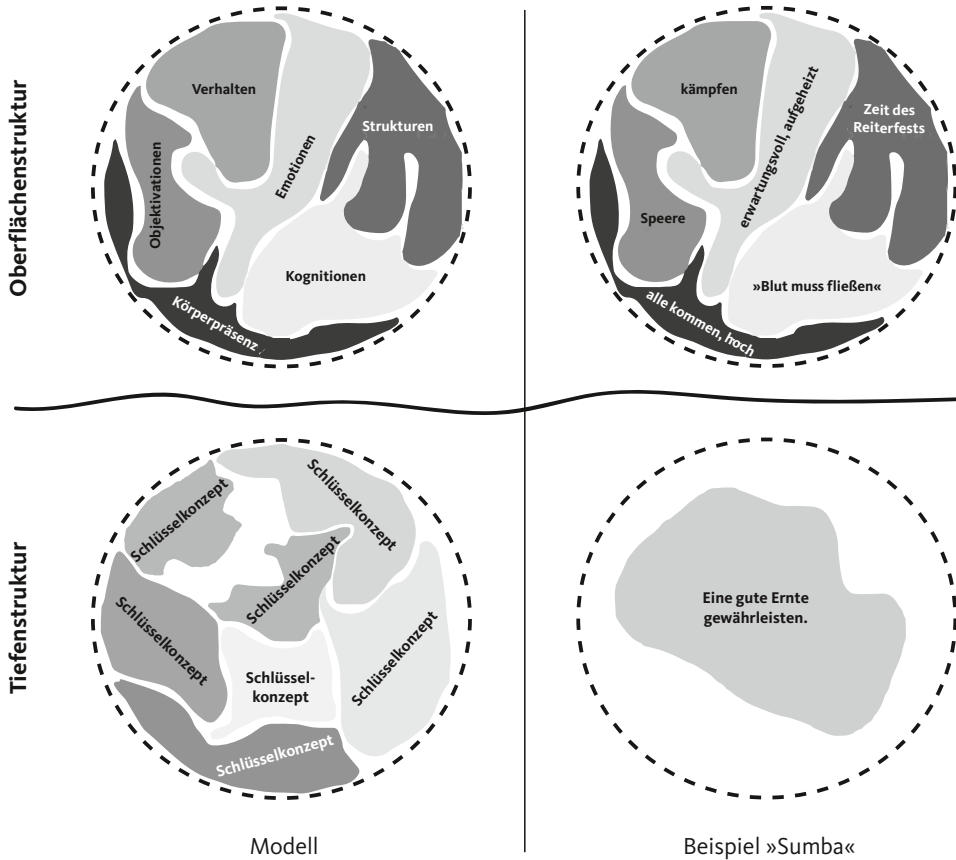 Oberflächenstruktur
Verhalten
Emotionen
Strukturen
Objektivationen
Kognitionen
Körperpräsenz
kämpfen
erwartungsvoll, aufgeheizt
Zeit des
Reiterfests
Speere
»Blut muss fließen«
alle kommen, hoch
Tiefenstruktur
Schlüsselkonzept
Schlüsselkonzept
Schlüsselkonzept
Schlüsselkonzept
Schlüssel-
konzept
Schlüsselkonzept
Schlüsselkonzept
Eine gute Ernte
gewährleisten.
Modell
Beispiel »Sumba«